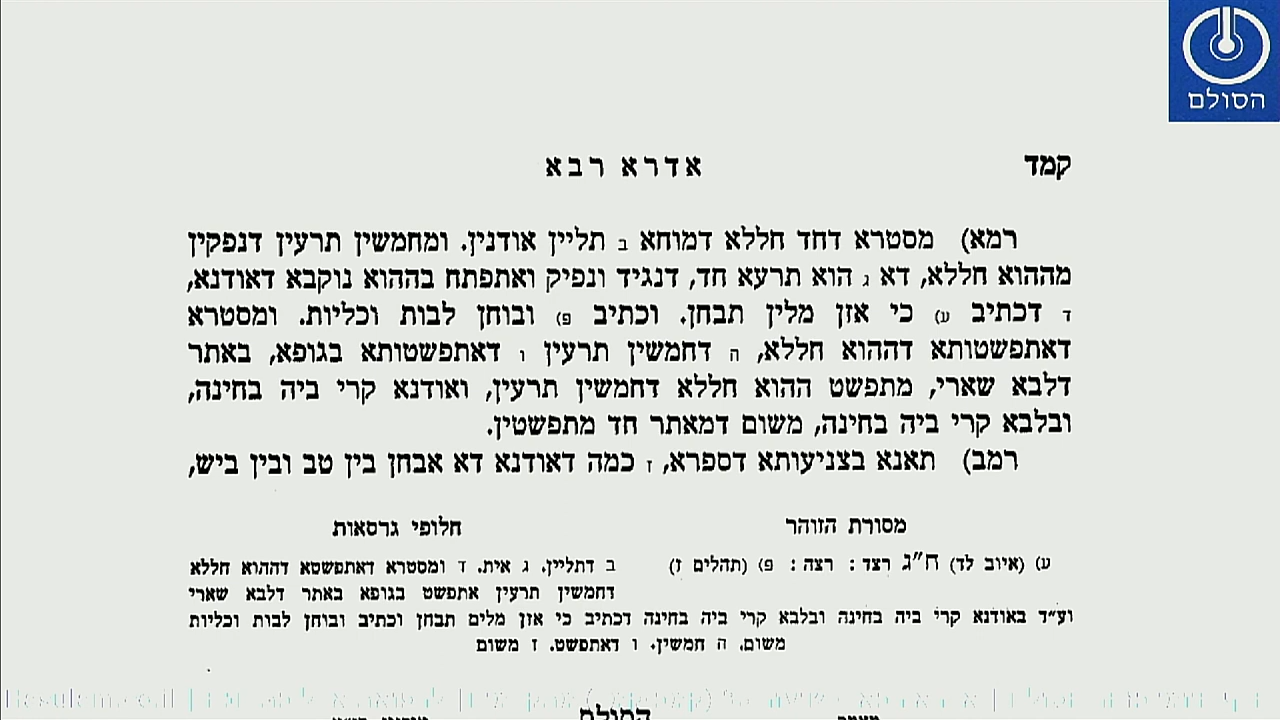 הסולם
קמד אדרא רבא
רמא) מסטרא דחד חללא דמוחא ב תליין אודנין. ומחמשין תרעין דנפקין
מההוא חללא, דא ג הוא תרעא חד, דנגיד ונפיק ואתפתח בההוא נוקבא דאודנא,
ד דכתיב ע) כי אזן מלין תבחן. וכתיב פ) ובוחן לבות וכליות. ומסטרא
דאתפשטותא דההוא חללא, ה דחמשין תרעין ו דאתפשטותא בגופא, באתר
דלבא שארי, מתפשט ההוא חללא דחמשין תרעין, ואודנא קרי ביה בחינה,
ובלבא קרי ביה בחינה, משום דמאתר חד מתפשטין.
רמב) תאנא בצניעותא דספרא, ז כמה דאודנא דא אבחן בין טב ובין ביש,
מסורת הזוהר
ע) (איוב לד) ח״ג רצד: רצה: פ) (תהלים ז)
חלופי גרסאות
ב דתליין. ג אית. ד ומסטרא דאתפשטא דההוא חללא
דחמשין תרעין אתפשט בגופא באתר דלבא שארי
וע״ד באודנא קרי ביה בחינה ובלבא קרי ביה בחינה דכתיב כי אזן מלים תבחן וכתיב ובוחן לבות וכליות
משום. ה חמשין. ו דאתפשט. ז משום
הסולם
מאמר